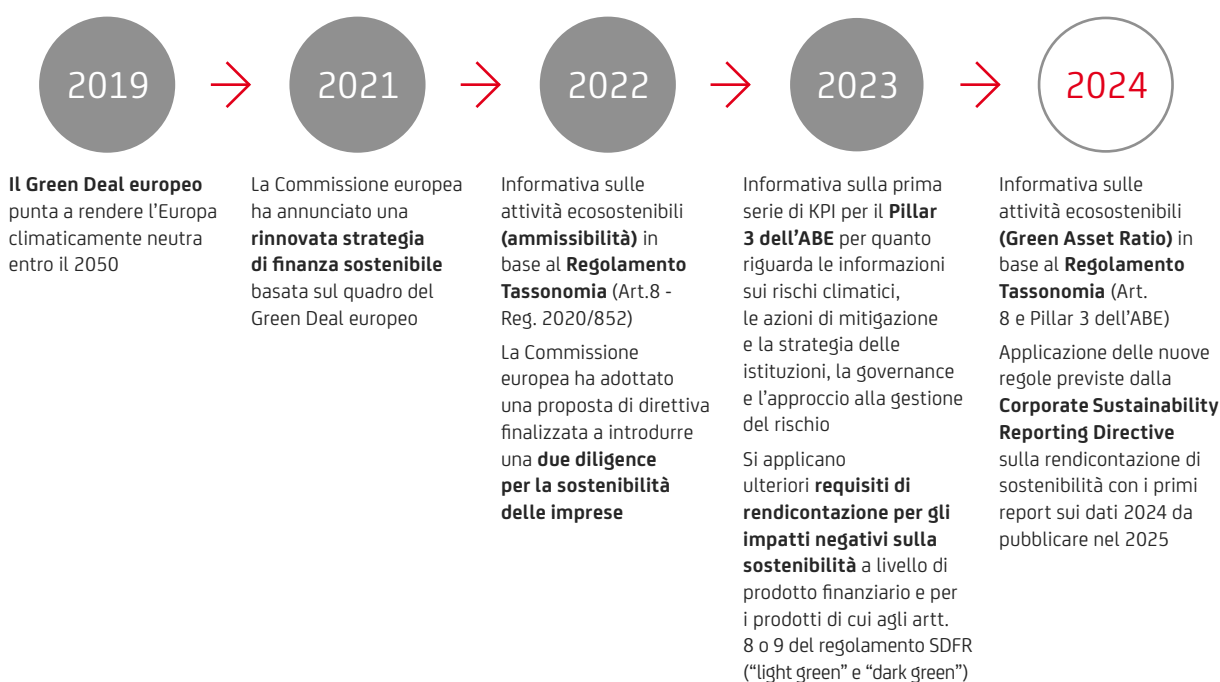 2019
2021
2022
2023
2024
Il Green Deal europeo
punta a rendere l’Europa
climaticamente neutra
entro il 2050
La Commissione europea
ha annunciato una
rinnovata strategia
di finanza sostenibile
basata sul quadro del
Green Deal europeo
Informativa sulle
attività ecosostenibili
(ammissibilità) in
base al Regolamento
Tassonomia (Art.8 -
Reg. 2020/852)
La Commissione
europea ha adottato
una proposta di direttiva
finalizzata a introdurre
una due diligence
per la sostenibilità
delle imprese
Informativa sulla prima
serie di KPI per il Pillar
3 dell’ABE per quanto
riguarda le informazioni
sui rischi climatici,
le azioni di mitigazione
e la strategia delle
istituzioni, la governance
e l’approccio alla gestione
del rischio
Si applicano
ulteriori requisiti di
rendicontazione per gli
impatti negativi sulla
sostenibilità a livello di
prodotto finanziario e per
i prodotti di cui agli artt.
8 o 9 del regolamento SDFR
(“light green” e “dark green”)
Informativa sulle
attività ecosostenibili
(Green Asset Ratio) in
base al Regolamento
Tassonomia (Art.
8 e Pillar 3 dell’ABE)
Applicazione delle nuove
regole previste dalla
Corporate Sustainability
Reporting Directive
sulla rendicontazione di
sostenibilità con i primi
report sui dati 2024 da
pubblicare nel 2025